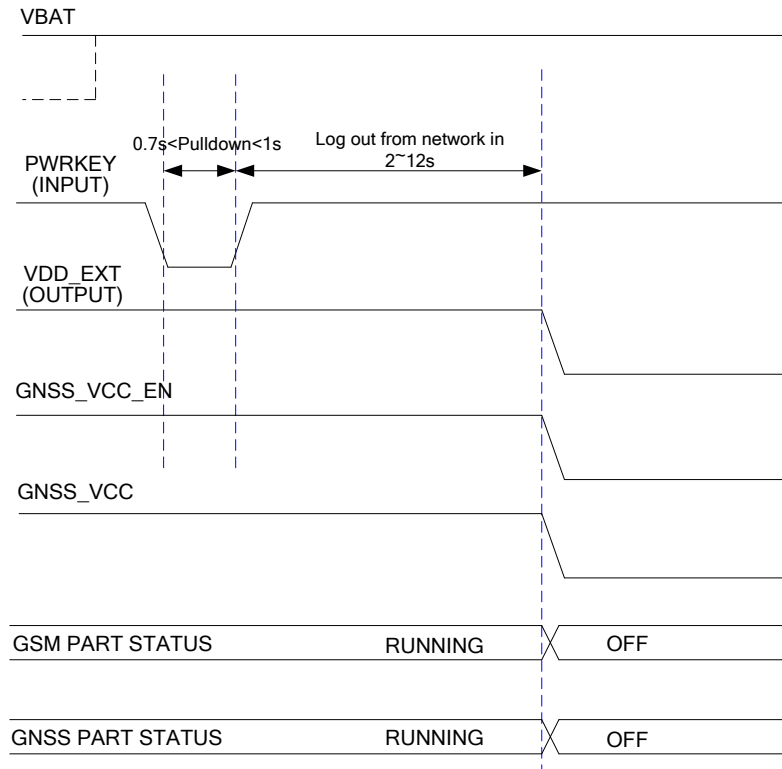 VBAT
0.7s<Pulldown<1s
Log out from network in
2~12s
PWRKEY
(INPUT)
VDD_EXT
(OUTPUT)
GNSS_VCC_EN
GNSS_VCC
GSM PART STATUS RUNNING OFF
GNSS PART STATUS RUNNING OFF